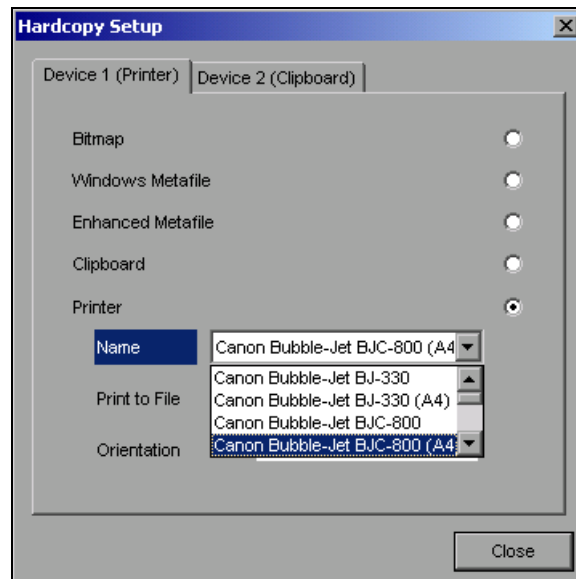 Hardcopy Setup
Device 1 (Printer) Device 2 (Clipboard)
Bitmap
Windows Metafile
Enhanced Metafile
Clipboard
Printer
Name Canon Bubble-Jet BJC-800 (A4
Canon Bubble-Jet BJ-330
Print to File Canon Bubble-Jet BJ-330 (A4)
Canon Bubble-Jet BJC-800
Orientation Canon Bubble-Jet BJC-800 (A4
Close